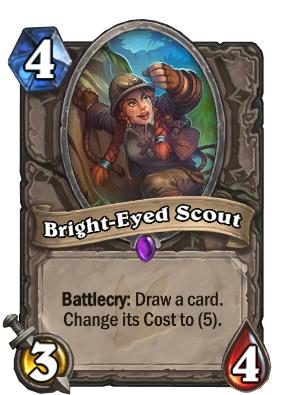 4
Bright-Eyed Scout
Battlecry: Draw a card.
Change its Cost to (5).
3
4